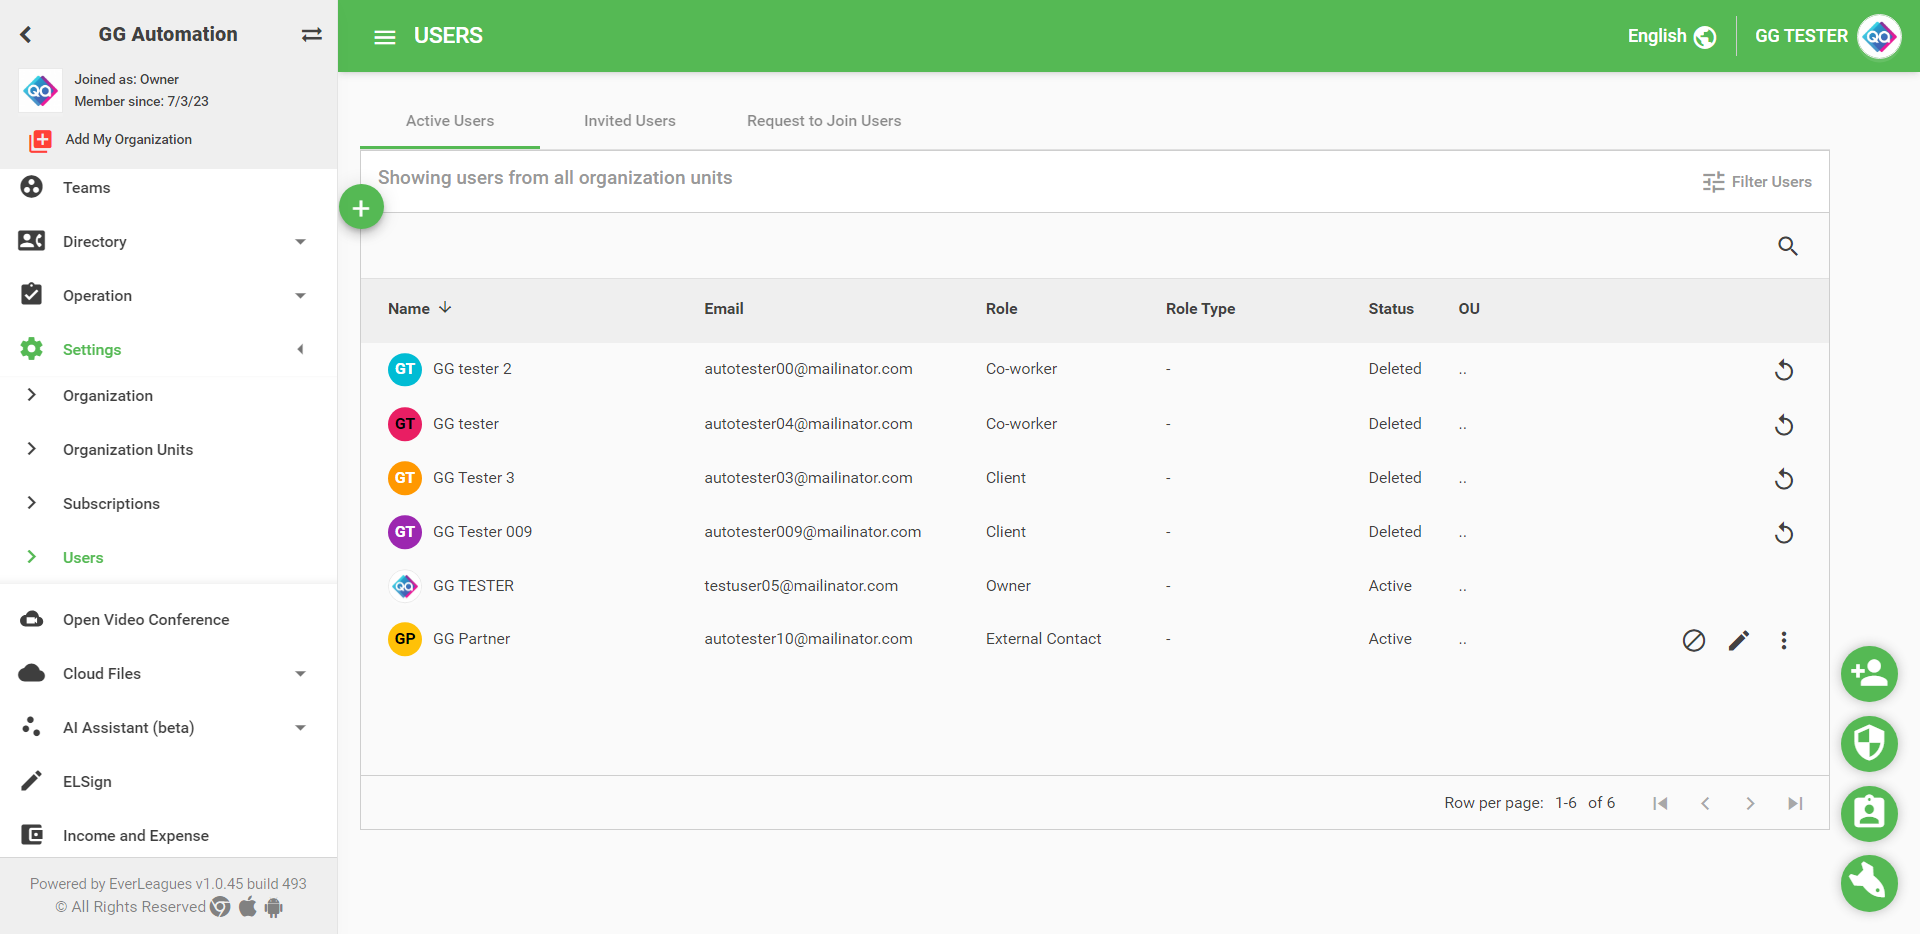 GG Automation
Joined as: Owner
Member since: 7/3/23
Add My Organization
Teams
Directory
Operation
Settings
Organization
Organization Units
Subscriptions
Users
Open Video Conference
Cloud Files
AI Assistant (beta)
ELSign
Income and Expense
Powered by EverLeagues v1.0.45 build 493
© All Rights Reserved
USERS
English
GG TESTER
QA
Active Users Invited Users Request to Join Users
Showing users from all organization units
Filter Users
Name Email Role Role Type Status OU
GT GG tester 2 autotester00@mailinator.com Co-worker - Deleted ..
GT GG tester autotester04@mailinator.com Co-worker - Deleted ..
GT GG Tester 3 autotester03@mailinator.com Client - Deleted ..
GT GG Tester 009 autotester009@mailinator.com Client - Deleted ..
QA GG TESTER testuser05@mailinator.com Owner - Active ..
GP GG Partner autotester10@mailinator.com External Contact - Active ..
Row per page: 1-6 of 6